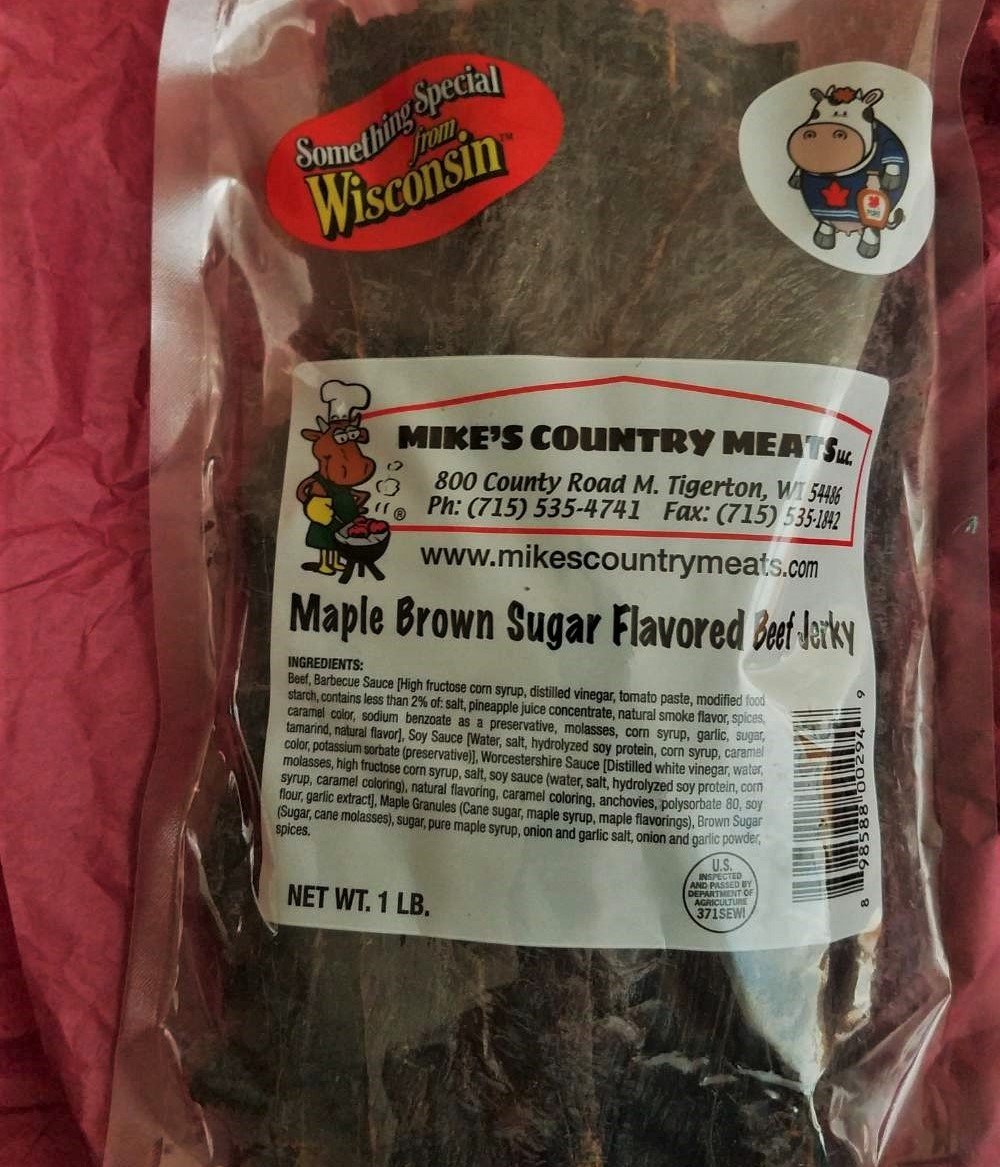 Something Special
from
Wisconsin™
MIKE'S COUNTRY MEATS LLC.
800 County Road M. Tigerton, WI 54486
Ph: (715) 535-4741 Fax: (715) 535-1842
®
www.mikescountrymeats.com
Maple Brown Sugar Flavored Beef Jerky
INGREDIENTS:
Beef, Barbecue Sauce [High fructose corn syrup, distilled vinegar, tomato paste, modified food
starch, contains less than 2% of: salt, pineapple juice concentrate, natural smoke flavor, spices,
caramel color, sodium benzoate as a preservative, molasses, corn syrup, garlic, sugar,
tamarind, natural flavor], Soy Sauce [Water, salt, hydrolyzed soy protein, corn syrup, caramel
color, potassium sorbate (preservative)], Worcestershire Sauce [Distilled white vinegar, water,
molasses, high fructose corn syrup, salt, soy sauce (water, salt, hydrolyzed soy protein, corn
syrup, caramel coloring), natural flavoring, caramel coloring, anchovies, polysorbate 80, soy
flour, garlic extract], Maple Granules (Cane sugar, maple syrup, maple flavorings), Brown Sugar
(Sugar, cane molasses), sugar, pure maple syrup, onion and garlic salt, onion and garlic powder,
spices.
NET WT. 1 LB.
U.S.
INSPECTED
AND PASSED BY
DEPARTMENT OF
AGRICULTURE
371SEWI
8 98588 00294 9